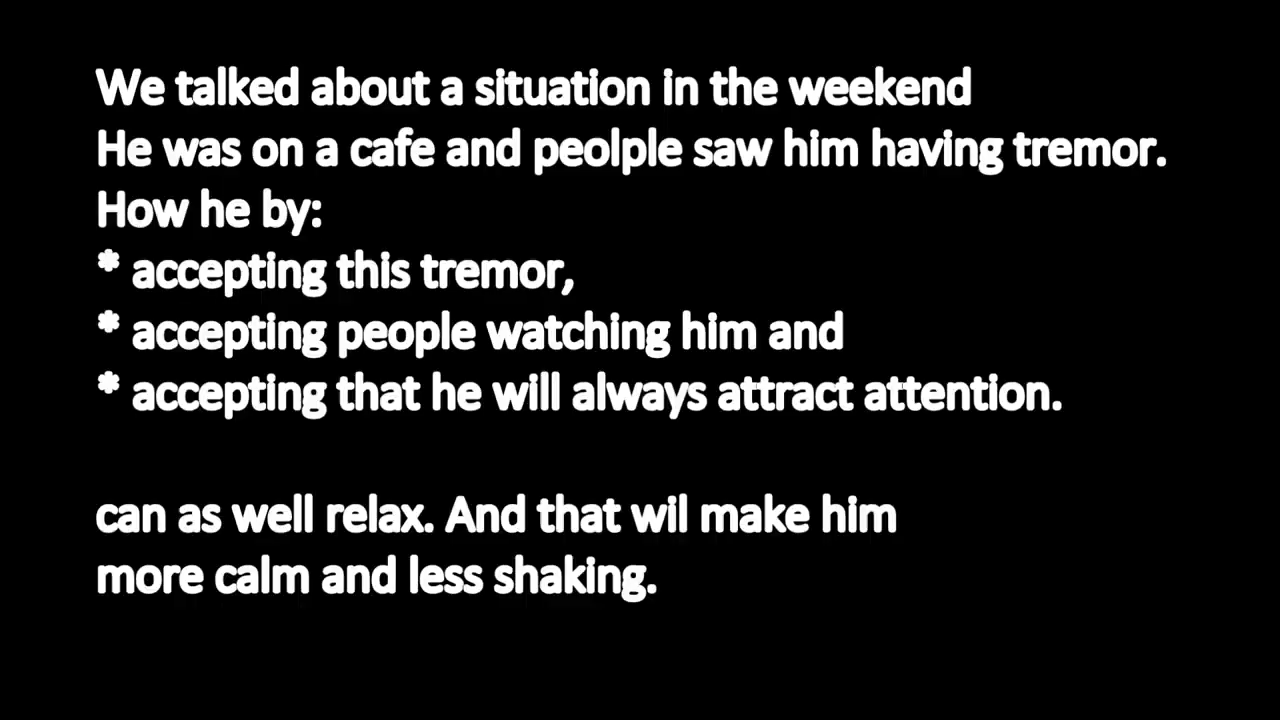 We talked about a situation in the weekend
He was on a cafe and peolple saw him having tremor.
How he by:
* accepting this tremor,
* accepting people watching him and
* accepting that he will always attract attention.
can as well relax. And that wil make him
more calm and less shaking.